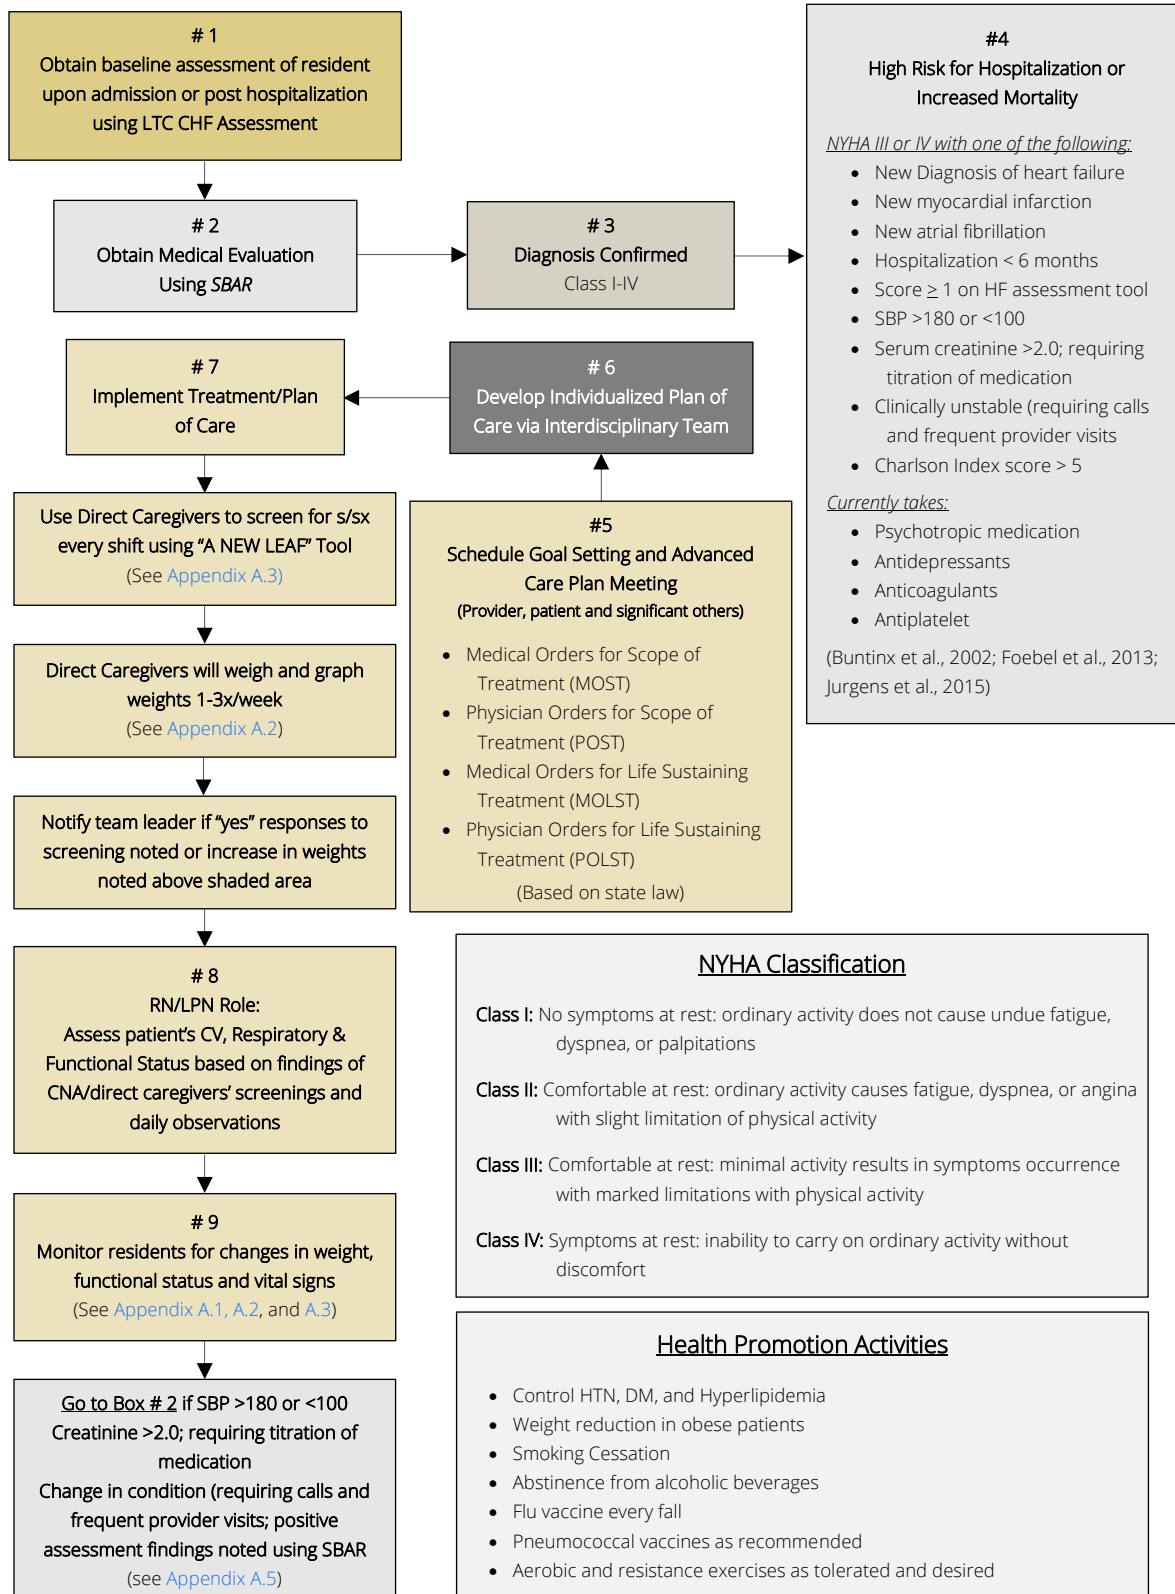 # 1
Obtain baseline assessment of resident
upon admission or post hospitalization
using LTC CHF Assessment
# 2
Obtain Medical Evaluation
Using SBAR
# 3
Diagnosis Confirmed
Class I-IV
#4
High Risk for Hospitalization or
Increased Mortality
NYHA III or IV with one of the following:
• New Diagnosis of heart failure
• New myocardial infarction
• New atrial fibrillation
• Hospitalization < 6 months
• Score ≥ 1 on HF assessment tool
• SBP >180 or <100
• Serum creatinine >2.0; requiring
titration of medication
• Clinically unstable (requiring calls
and frequent provider visits
• Charlson Index score > 5
Currently takes:
• Psychotropic medication
• Antidepressants
• Anticoagulants
• Antiplatelet
(Buntinx et al., 2002; Foebel et al., 2013;
Jurgens et al., 2015)
#5
Schedule Goal Setting and Advanced
Care Plan Meeting
(Provider, patient and significant others)
• Medical Orders for Scope of
Treatment (MOST)
• Physician Orders for Scope of
Treatment (POST)
• Medical Orders for Life Sustaining
Treatment (MOLST)
• Physician Orders for Life Sustaining
Treatment (POLST)
(Based on state law)
# 6
Develop Individualized Plan of
Care via Interdisciplinary Team
# 7
Implement Treatment/Plan
of Care
Use Direct Caregivers to screen for s/sx
every shift using “A NEW LEAF” Tool
(See Appendix A.3)
Direct Caregivers will weigh and graph
weights 1-3x/week
(See Appendix A.2)
Notify team leader if “yes” responses to
screening noted or increase in weights
noted above shaded area
# 8
RN/LPN Role:
Assess patient’s CV, Respiratory &
Functional Status based on findings of
CNA/direct caregivers’ screenings and
daily observations
# 9
Monitor residents for changes in weight,
functional status and vital signs
(See Appendix A.1, A.2, and A.3)
Go to Box # 2 if SBP >180 or <100
Creatinine >2.0; requiring titration of
medication
Change in condition (requiring calls and
frequent provider visits; positive
assessment findings noted using SBAR
(see Appendix A.5)
NYHA Classification
Class I: No symptoms at rest: ordinary activity does not cause undue fatigue,
dyspnea, or palpitations
Class II: Comfortable at rest: ordinary activity causes fatigue, dyspnea, or angina
with slight limitation of physical activity
Class III: Comfortable at rest: minimal activity results in symptoms occurrence
with marked limitations with physical activity
Class IV: Symptoms at rest: inability to carry on ordinary activity without
discomfort
Health Promotion Activities
• Control HTN, DM, and Hyperlipidemia
• Weight reduction in obese patients
• Smoking Cessation
• Abstinence from alcoholic beverages
• Flu vaccine every fall
• Pneumococcal vaccines as recommended
• Aerobic and resistance exercises as tolerated and desired